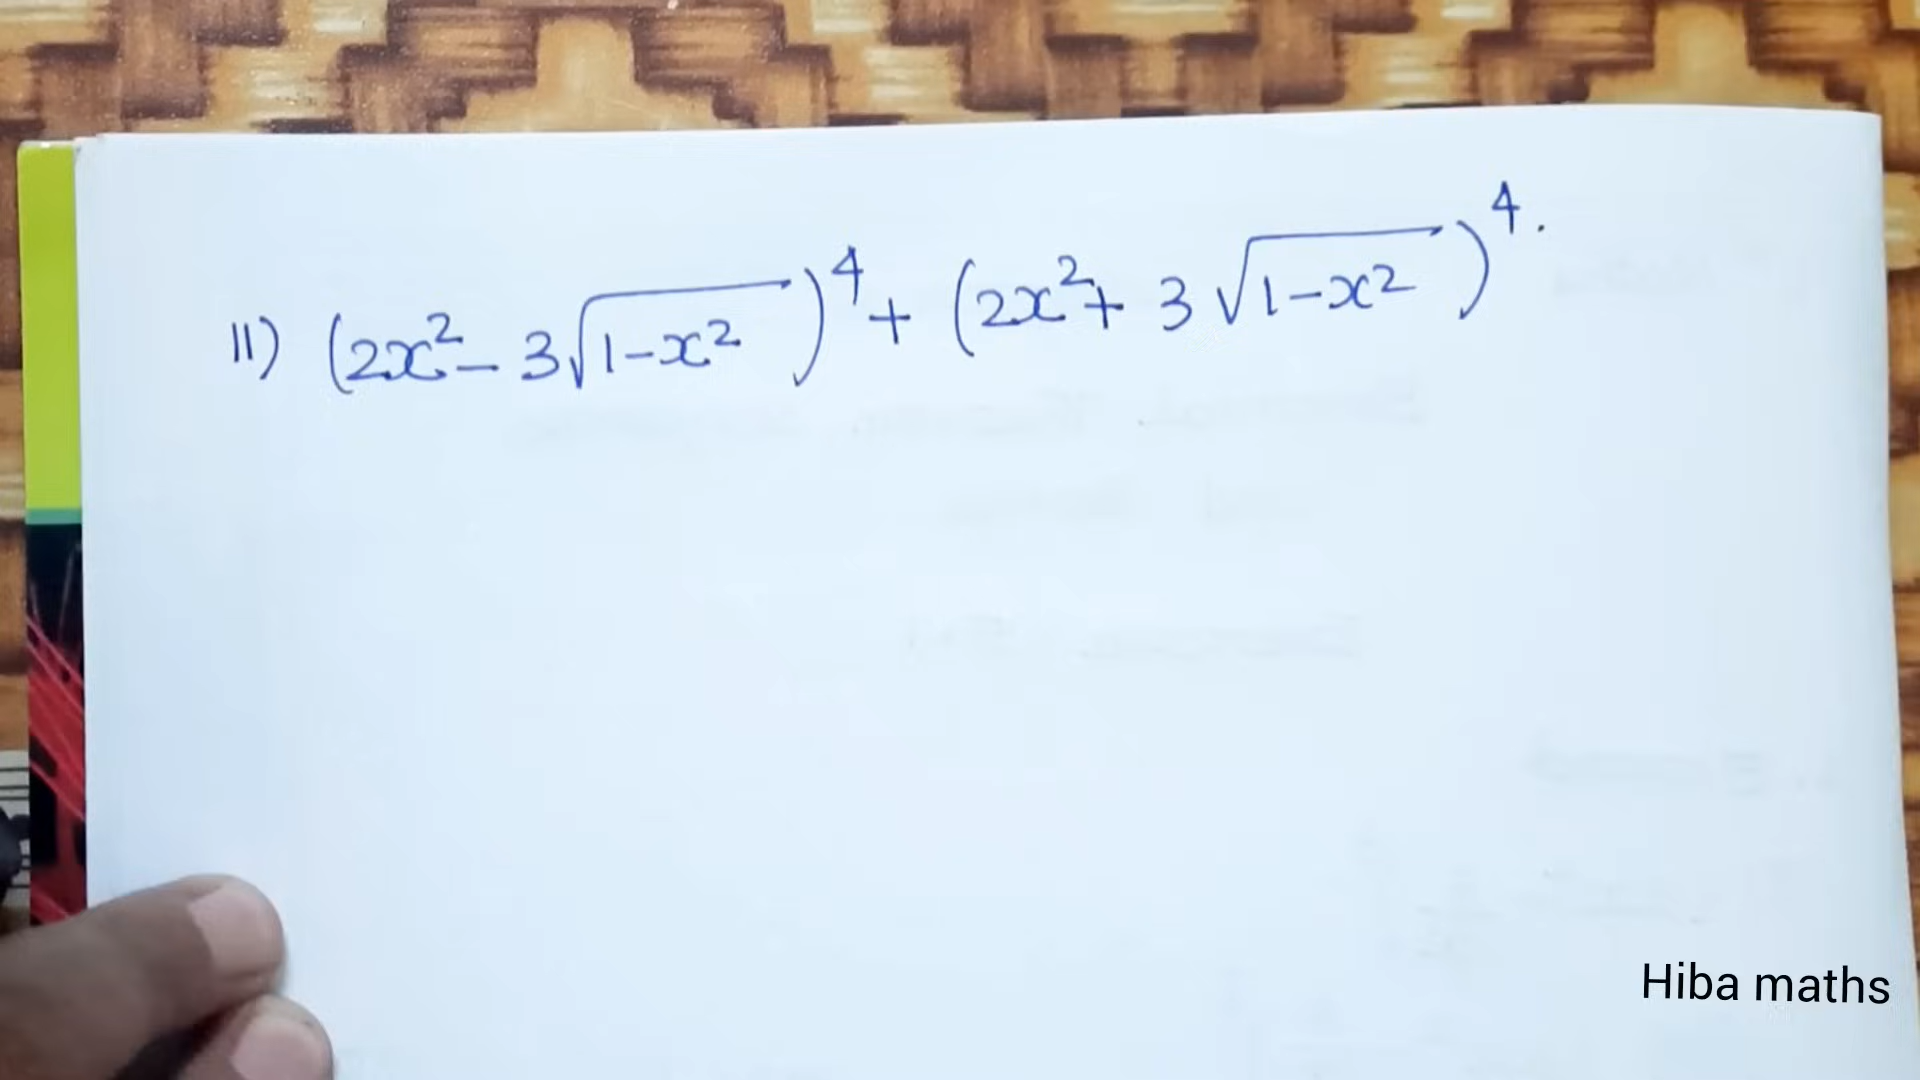 11) (2x² - 3√(1-x²))⁴ + (2x² + 3√(1-x²))⁴.
Hiba maths